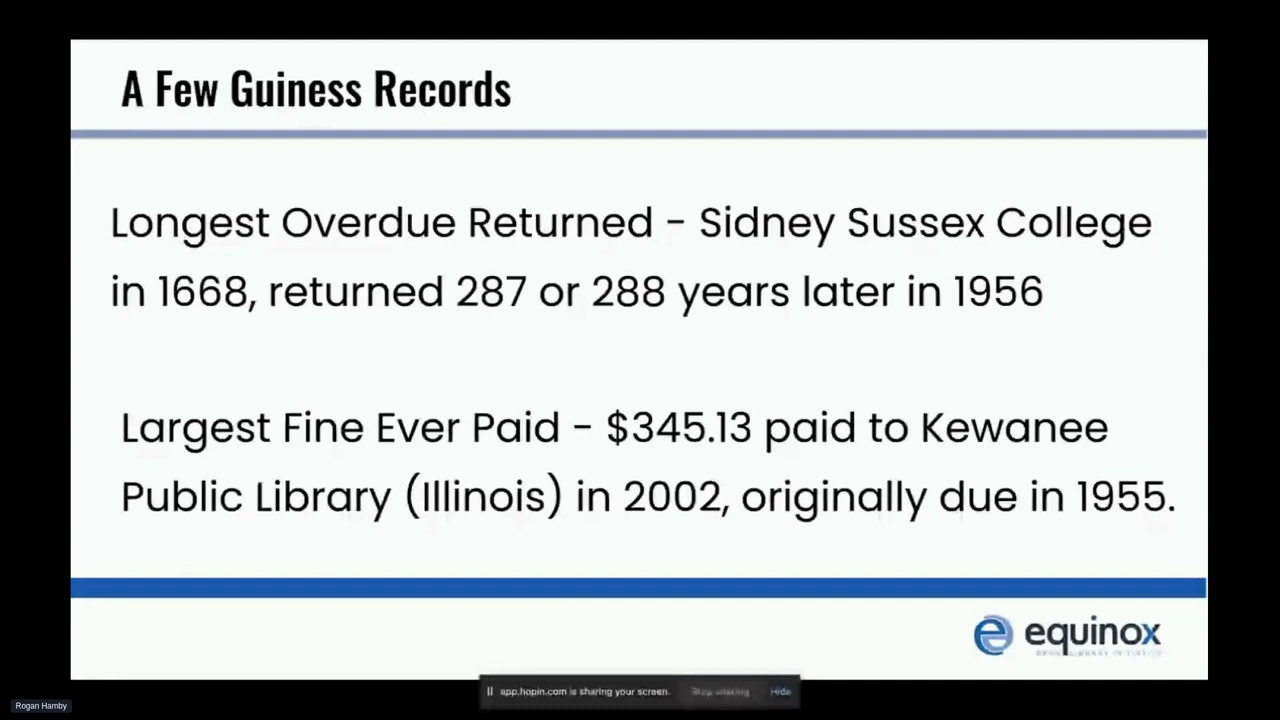 A Few Guiness Records
Longest Overdue Returned - Sidney Sussex College
in 1668, returned 287 or 288 years later in 1956
Largest Fine Ever Paid - $345.13 paid to Kewanee
Public Library (Illinois) in 2002, originally due in 1955.
equinox
app.hopin.com is sharing your screen. Stop sharing Hide
Rogan Hamby